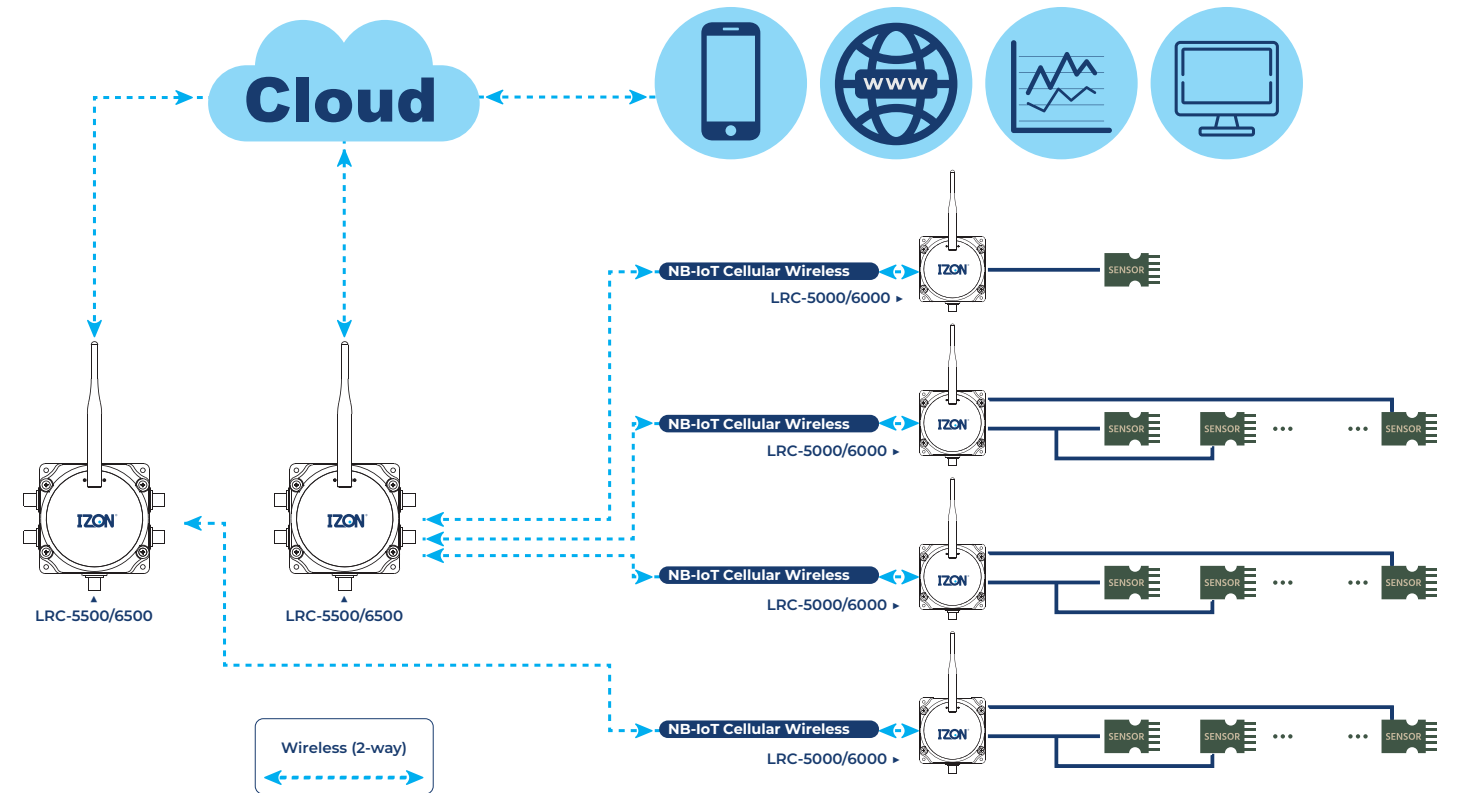 Cloud
WWW
NB-IoT Cellular Wireless
IZON
SENSOR
LRC-5000/6000 ►
NB-IoT Cellular Wireless
IZON
SENSOR SENSOR ••• ••• SENSOR
LRC-5000/6000 ►
IZON
▲
LRC-5500/6500
IZON
▲
LRC-5500/6500
NB-IoT Cellular Wireless
IZON
SENSOR SENSOR ••• ••• SENSOR
LRC-5000/6000 ►
NB-IoT Cellular Wireless
IZON
SENSOR SENSOR ••• ••• SENSOR
LRC-5000/6000 ►
Wireless (2-way)